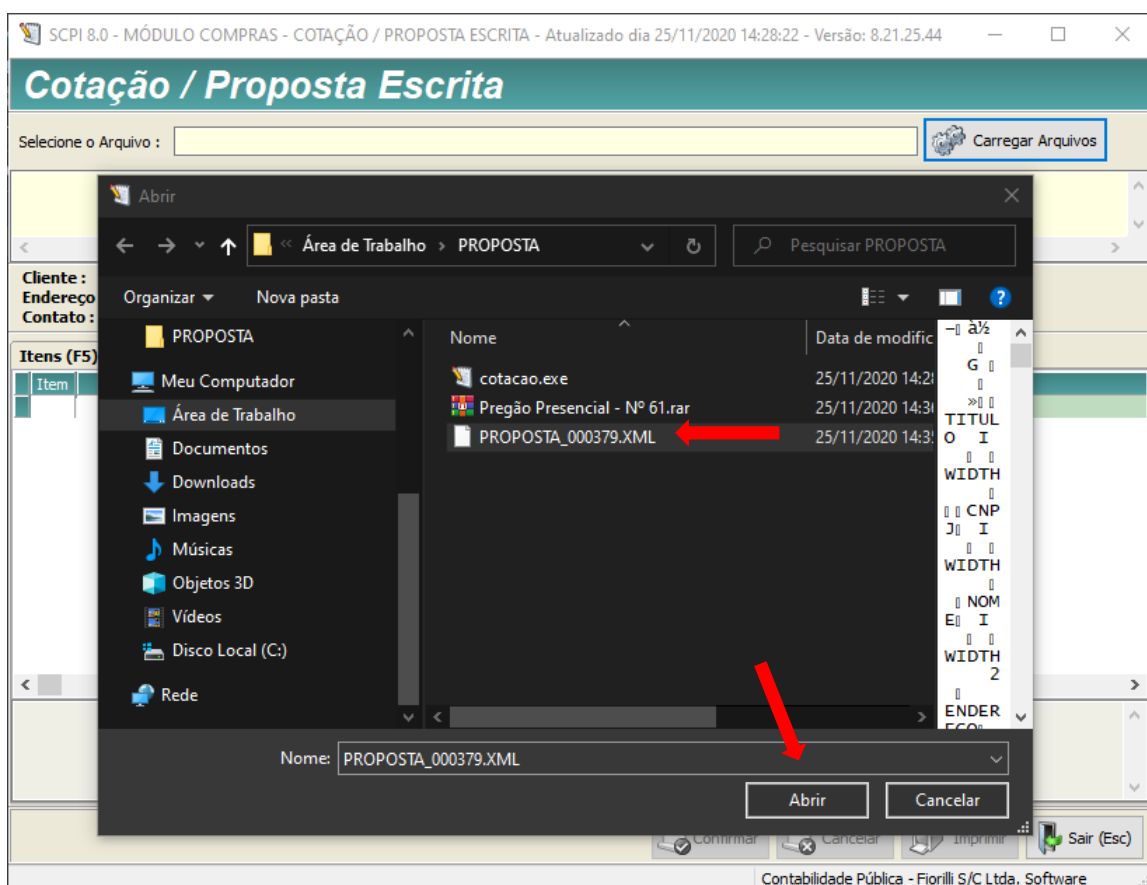 SCPI 8.0 - MÓDULO COMPRAS - COTAÇÃO / PROPOSTA ESCRITA - Atualizado dia 25/11/2020 14:28:22 - Versão: 8.21.25.44
Cotação / Proposta Escrita
Selecione o Arquivo :
Carregar Arquivos
Abrir
Área de Trabalho > PROPOSTA
Pesquisar PROPOSTA
Cliente :
Endereço
Contato :
Organizar
Nova pasta
Itens (F5)
Item
PROPOSTA
Meu Computador
Área de Trabalho
Documentos
Downloads
Imagens
Músicas
Objetos 3D
Vídeos
Disco Local (C:)
Rede
Nome
Data de modific
cotacao.exe
25/11/2020 14:28
Pregão Presencial - Nº 61.rar
25/11/2020 14:3
PROPOSTA_000379.XML
25/11/2020 14:3
à½
G
»
TITUL
O I
WIDTH
CNP
J I
WIDTH
NOM
E I
WIDTH
2
ENDER
Nome: PROPOSTA_000379.XML
Abrir
Cancelar
Confirmar
Cancelar
Imprimir
Sair (Esc)
Contabilidade Pública - Fiorilli S/C Ltda. Software